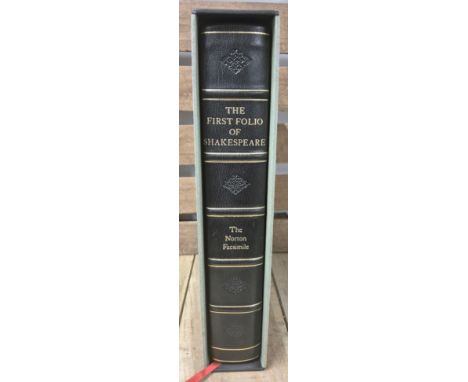 THE
FIRST FOLIO
OF
SHAKESPEARE
The
Norton
Facsimile